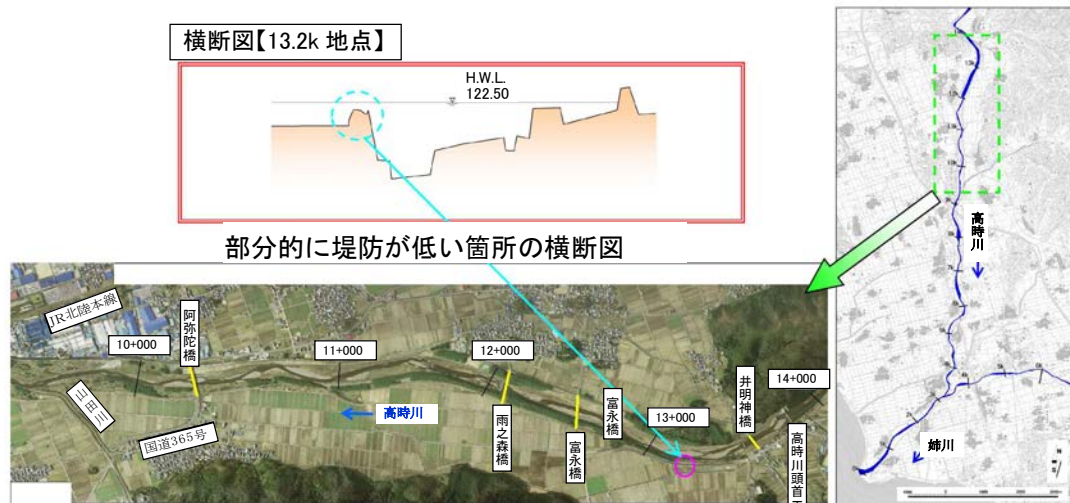 横断図【13.2k 地点】
H.W.L.
122.50
部分的に堤防が低い箇所の横断図
JR北陸本線
10+000
阿弥陀橋
11+000
12+000
13+000
14+000
山田川
国道365号
高時川
雨之森橋
富永橋
富永橋
井明神橋
高時川頭首工
高時川
姉川